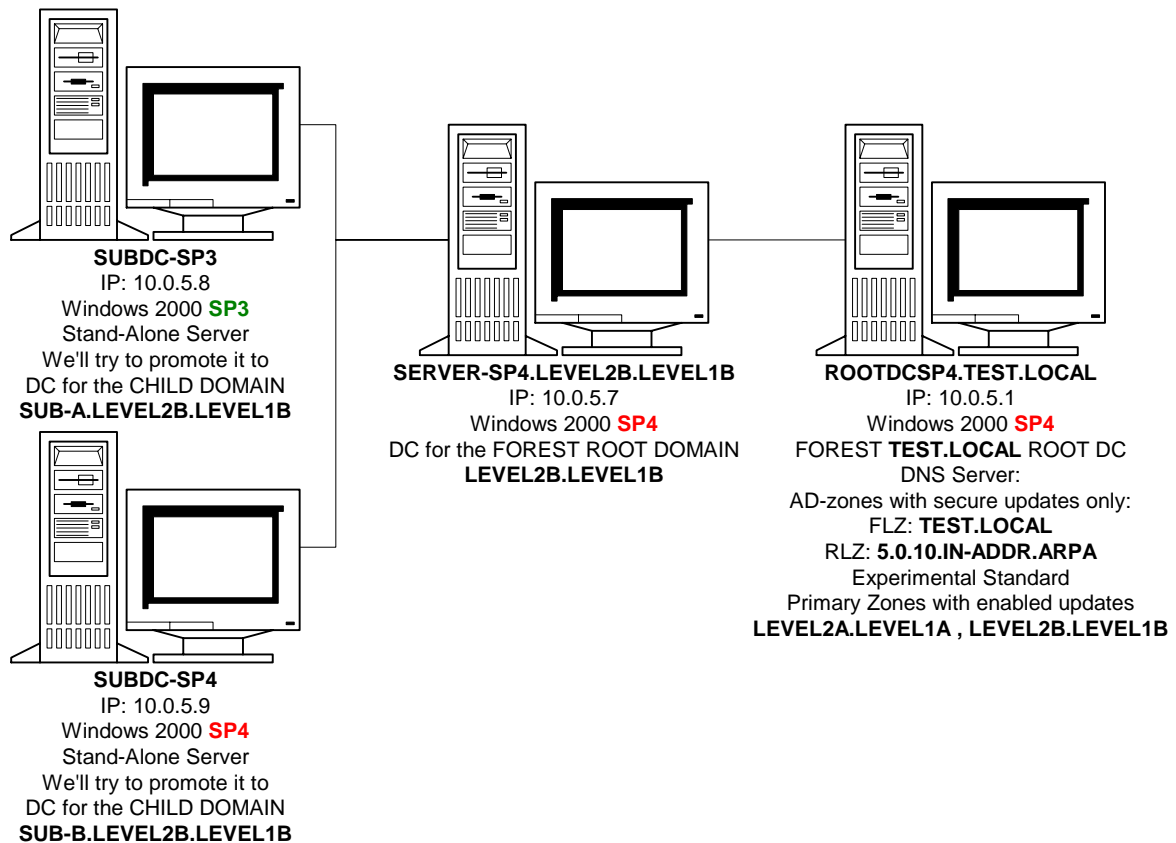 SUBDC-SP3
IP: 10.0.5.8
Windows 2000 SP3
Stand-Alone Server
We'll try to promote it to
DC for the CHILD DOMAIN
SUB-A.LEVEL2B.LEVEL1B
SUBDC-SP4
IP: 10.0.5.9
Windows 2000 SP4
Stand-Alone Server
We'll try to promote it to
DC for the CHILD DOMAIN
SUB-B.LEVEL2B.LEVEL1B
SERVER-SP4.LEVEL2B.LEVEL1B
IP: 10.0.5.7
Windows 2000 SP4
DC for the FOREST ROOT DOMAIN
LEVEL2B.LEVEL1B
ROOTDCSP4.TEST.LOCAL
IP: 10.0.5.1
Windows 2000 SP4
FOREST TEST.LOCAL ROOT DC
DNS Server:
AD-zones with secure updates only:
FLZ: TEST.LOCAL
RLZ: 5.0.10.IN-ADDR.ARPA
Experimental Standard
Primary Zones with enabled updates
LEVEL2A.LEVEL1A , LEVEL2B.LEVEL1B